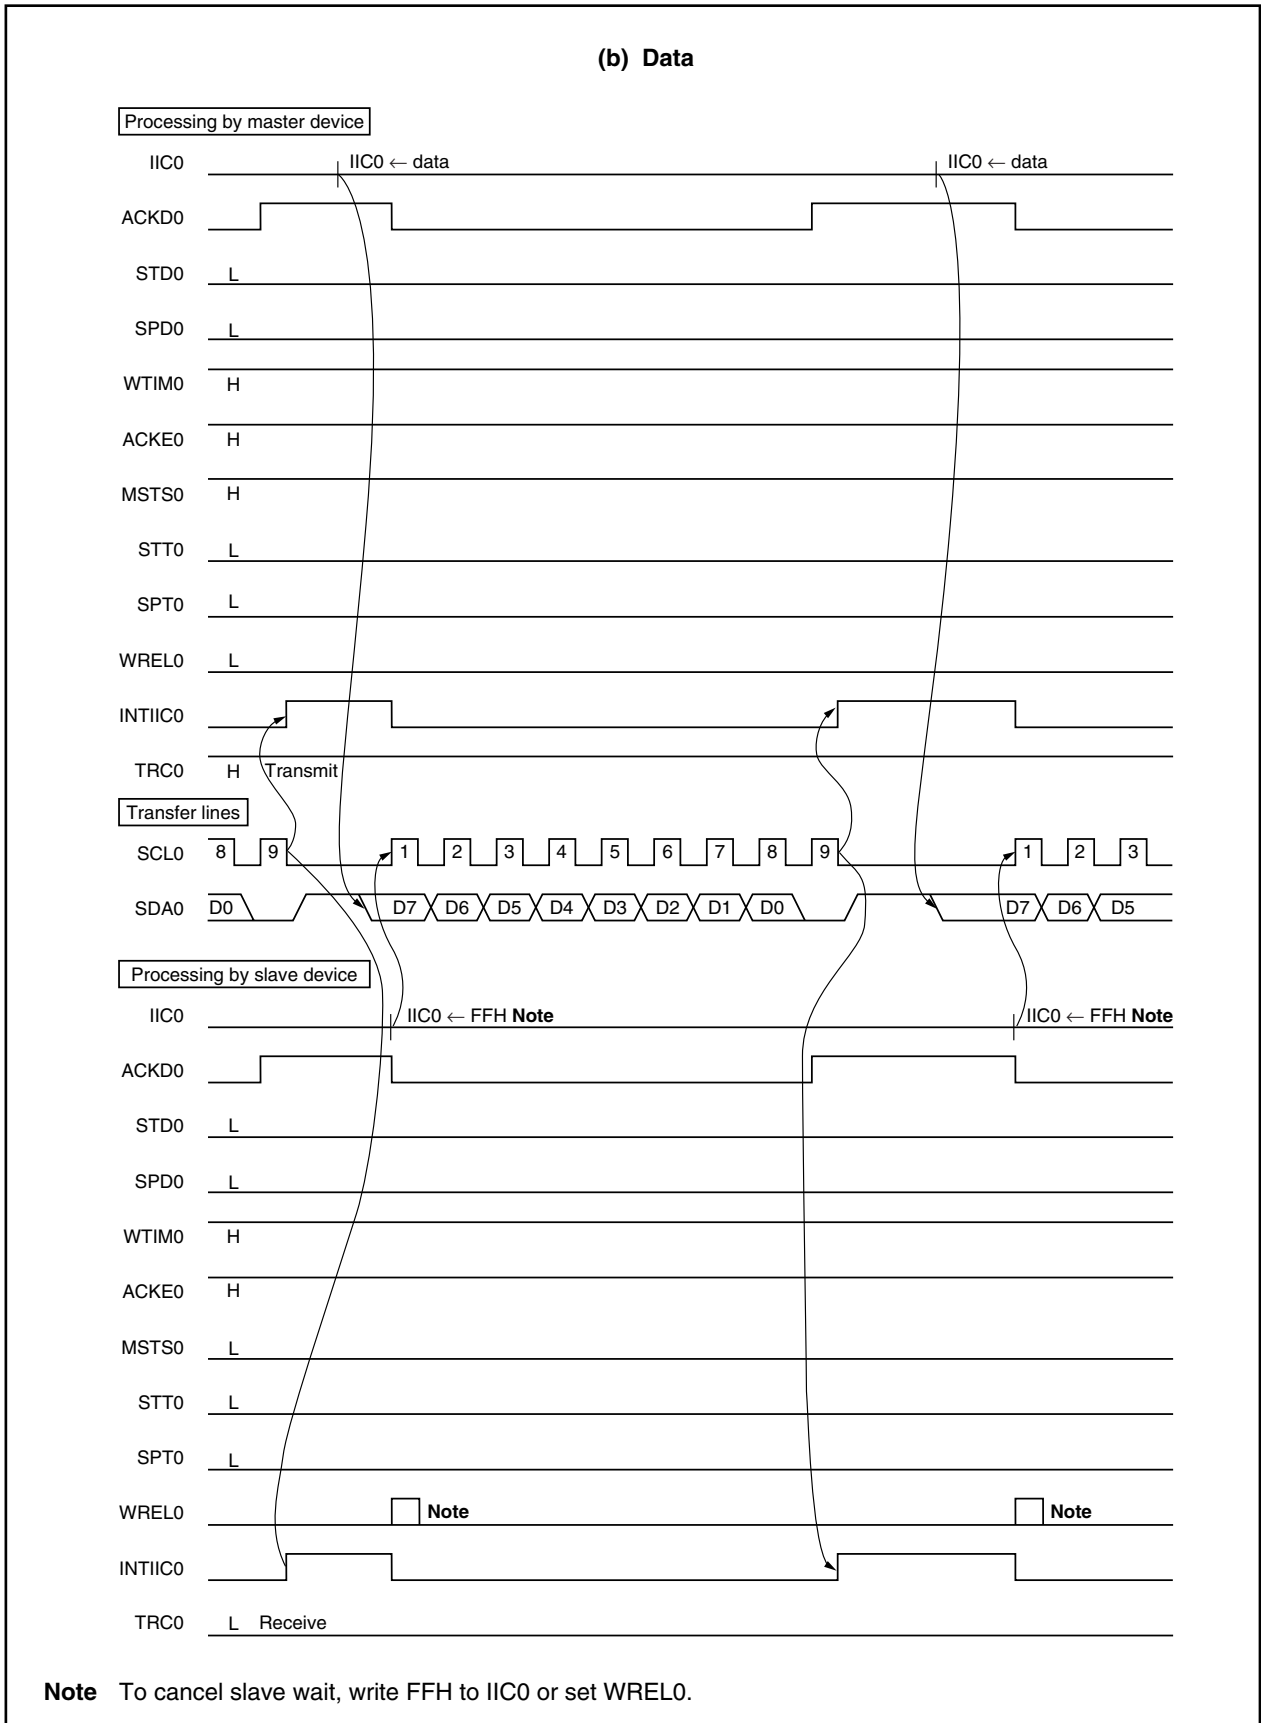 (b) Data
Processing by master device
IIC0 IIC0 ← data IIC0 ← data
ACKD0
STD0 L
SPD0 L
WTIM0 H
ACKE0 H
MSTS0 H
STT0 L
SPT0 L
WREL0 L
INTIIC0
TRC0 H Transmit
Transfer lines
SCL0 8 9 1 2 3 4 5 6 7 8 9 1 2 3
SDA0 D0 D7 D6 D5 D4 D3 D2 D1 D0 D7 D6 D5
Processing by slave device
IIC0 IIC0 ← FFH Note IIC0 ← FFH Note
ACKD0
STD0 L
SPD0 L
WTIM0 H
ACKE0 H
MSTS0 L
STT0 L
SPT0 L
WREL0 Note Note
INTIIC0
TRC0 L Receive
Note To cancel slave wait, write FFH to IIC0 or set WREL0.